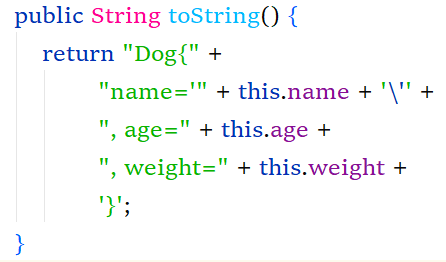 public String toString() {
return "Dog{" +
"name='" + this.name + '\'' +
", age=" + this.age +
", weight=" + this.weight +
'}';
}